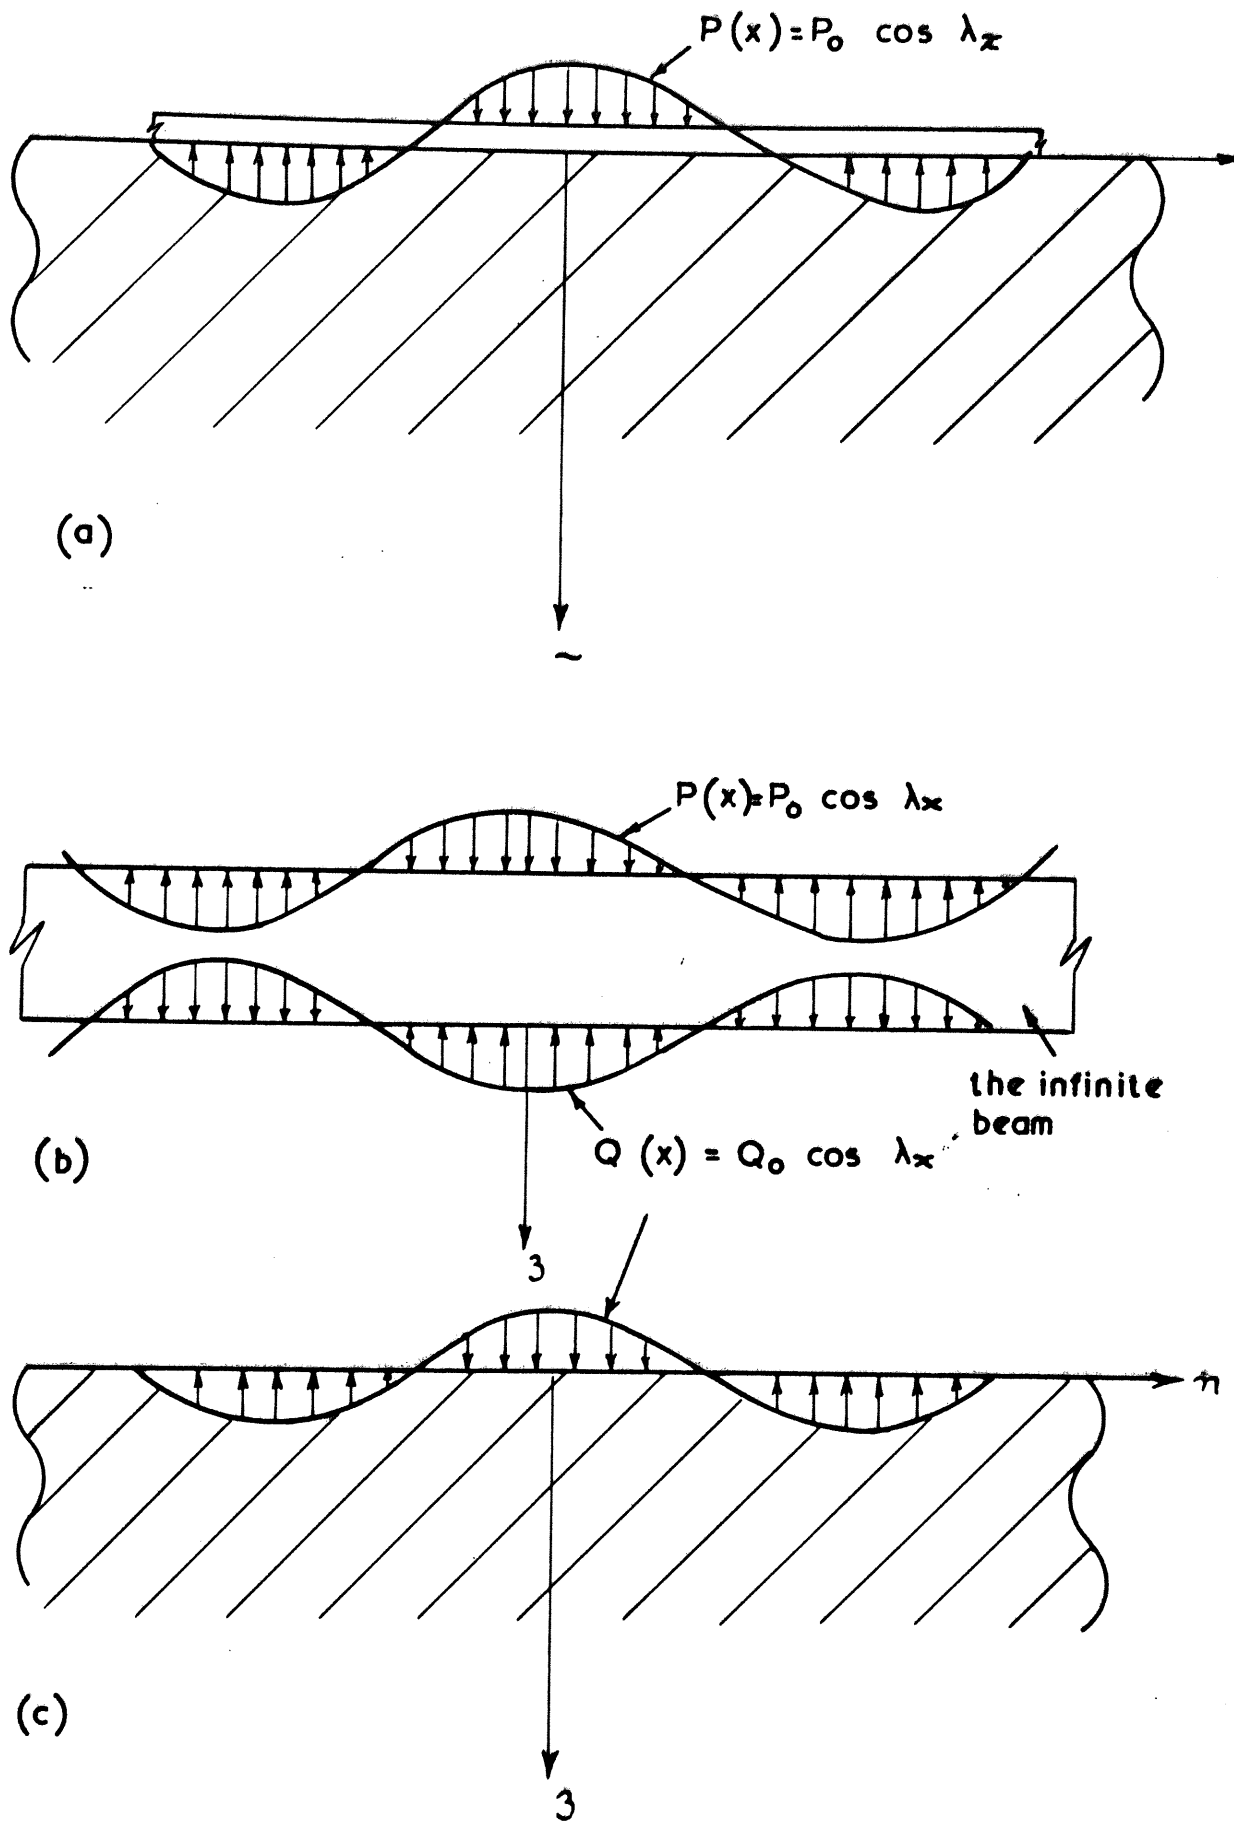 P(x) = P₀ cos λx
(a)
P(x) = P₀ cos λx
the infinite
beam
(b)
Q (x) = Q₀ cos λx
3
η
(c)
3